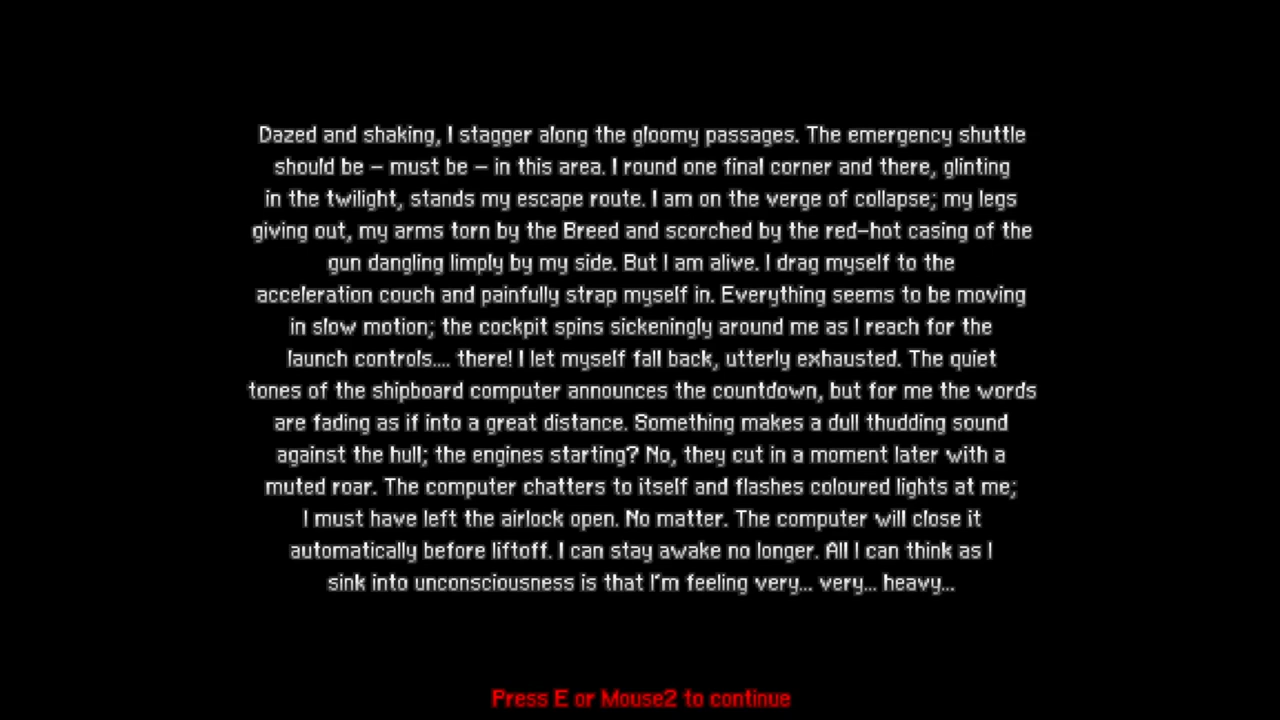 Dazed and shaking, I stagger along the gloomy passages. The emergency shuttle
should be – must be – in this area. I round one final corner and there, glinting
in the twilight, stands my escape route. I am on the verge of collapse; my legs
giving out, my arms torn by the Breed and scorched by the red-hot casing of the
gun dangling limply by my side. But I am alive. I drag myself to the
acceleration couch and painfully strap myself in. Everything seems to be moving
in slow motion; the cockpit spins sickeningly around me as I reach for the
launch controls.... there! I let myself fall back, utterly exhausted. The quiet
tones of the shipboard computer announces the countdown, but for me the words
are fading as if into a great distance. Something makes a dull thudding sound
against the hull; the engines starting? No, they cut in a moment later with a
muted roar. The computer chatters to itself and flashes coloured lights at me;
I must have left the airlock open. No matter. The computer will close it
automatically before liftoff. I can stay awake no longer. All I can think as I
sink into unconsciousness is that I'm feeling very... very... heavy...
Press E or Mouse2 to continue